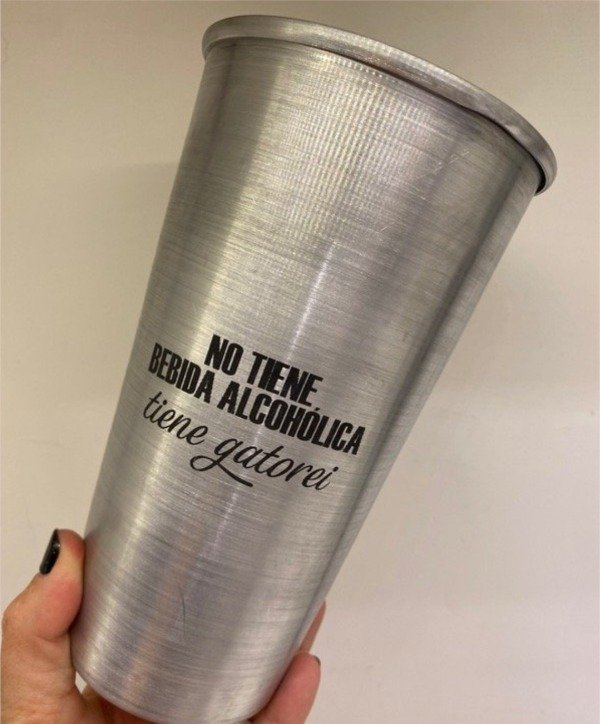 NO TIENE
BEBIDA ALCOHÓLICA
tiene gatorei